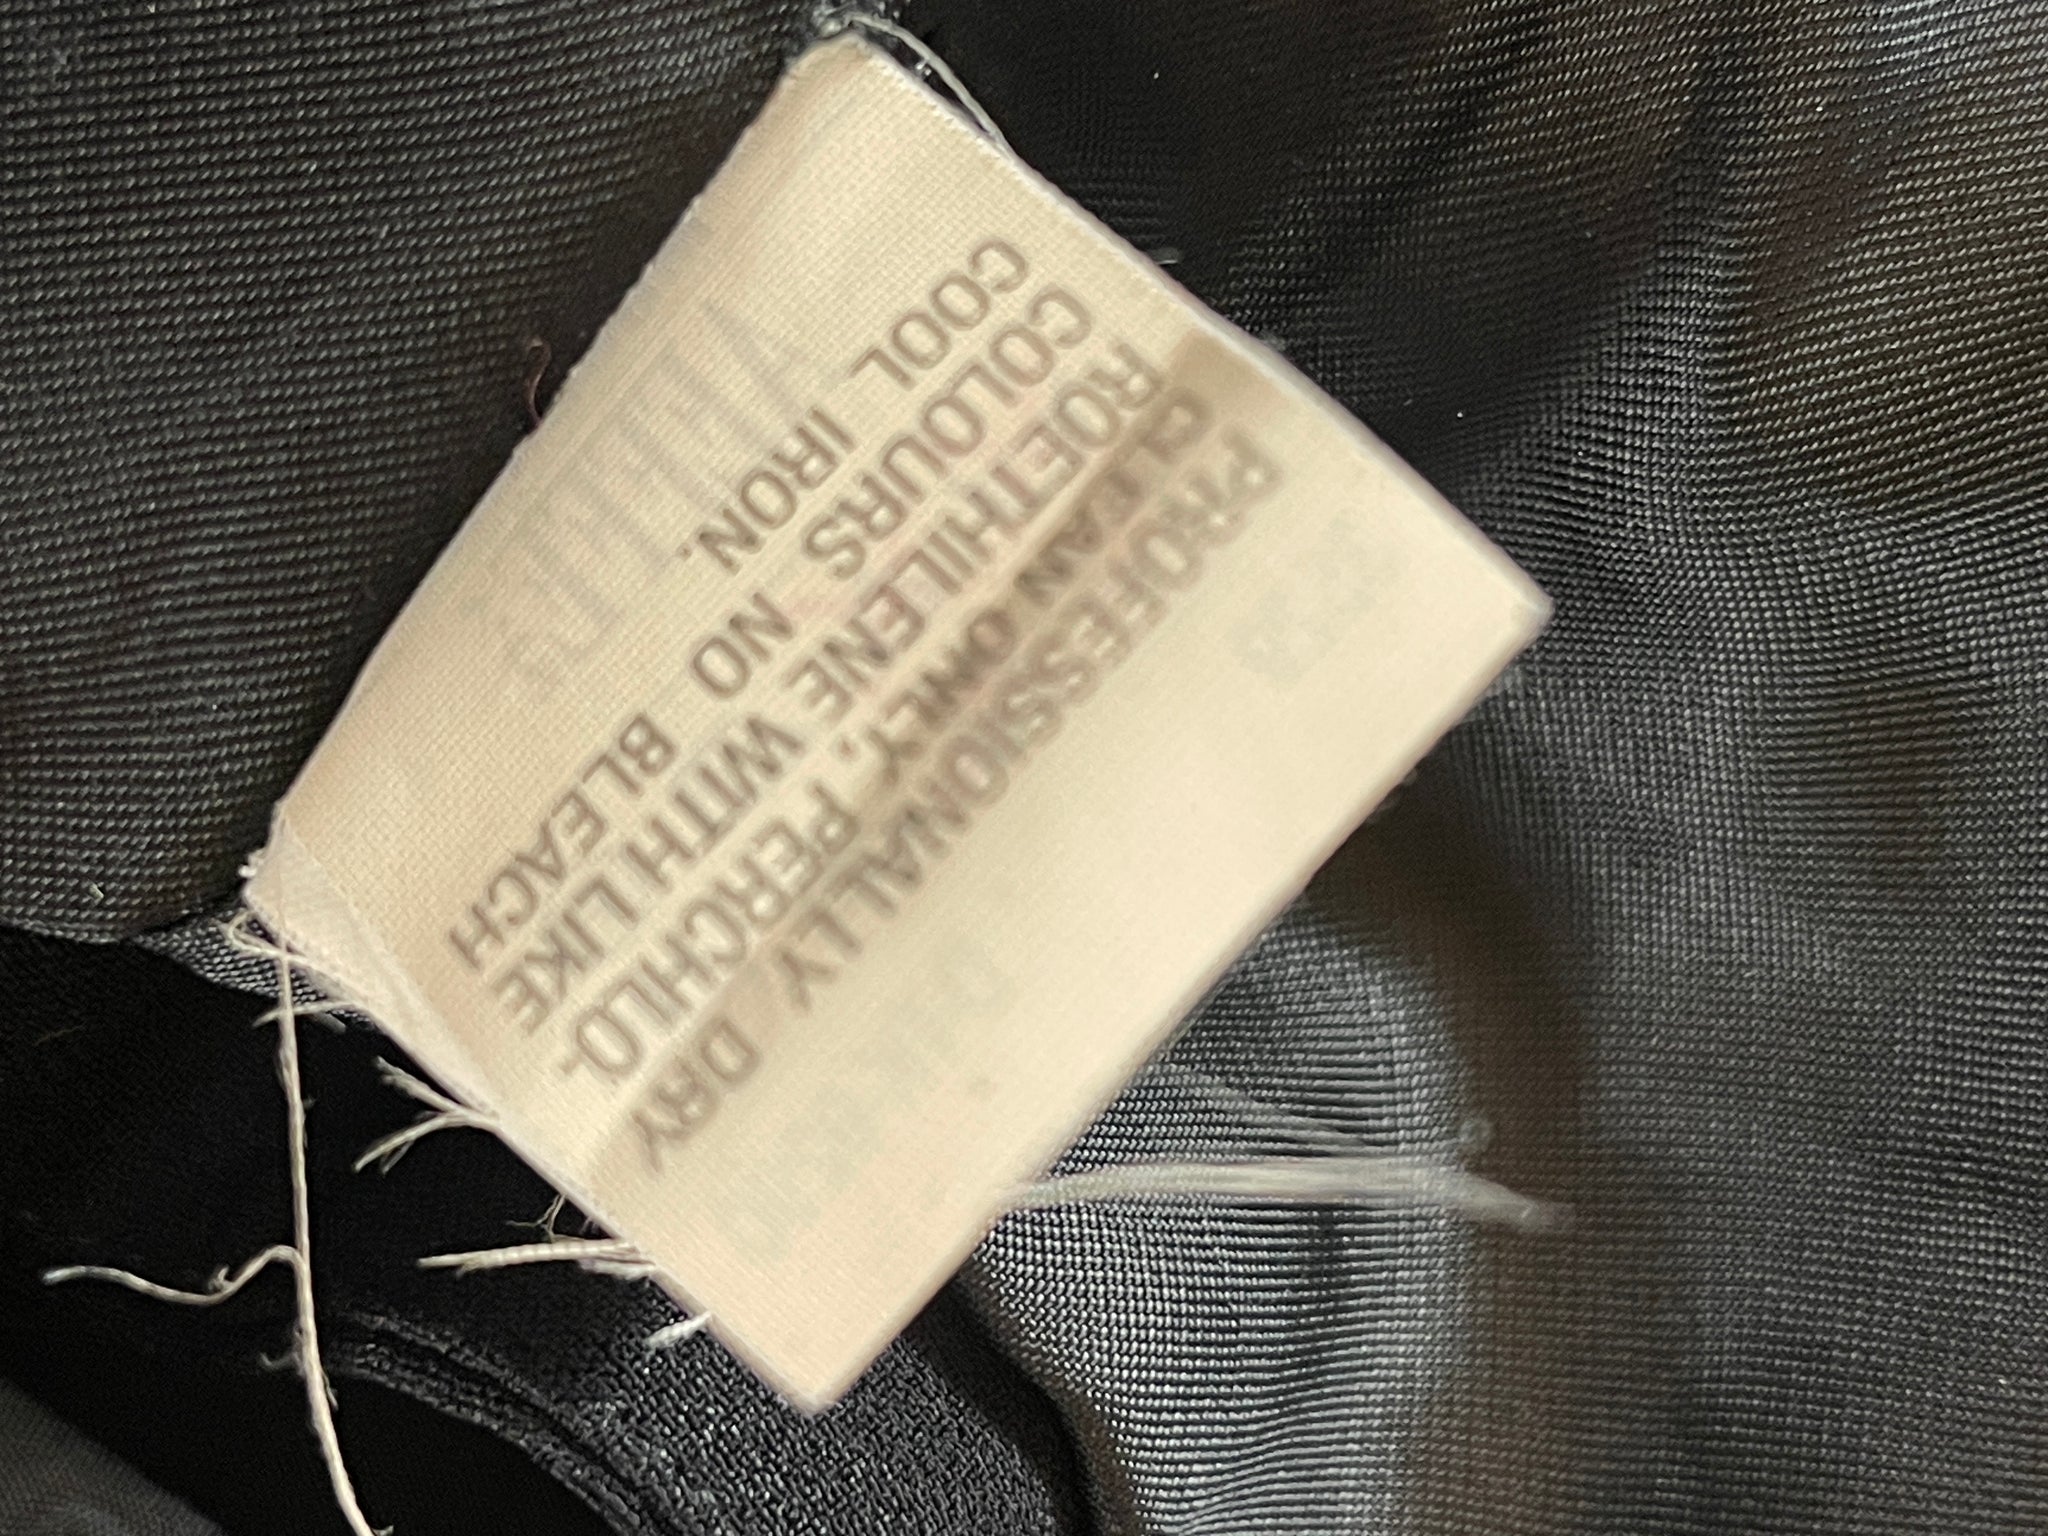 PROFESSIONALLY DRY
CLEAN ONLY, PERCHLO-
ROETHILENE WITH LIKE
COLOURS NO BLEACH
COOL IRON.